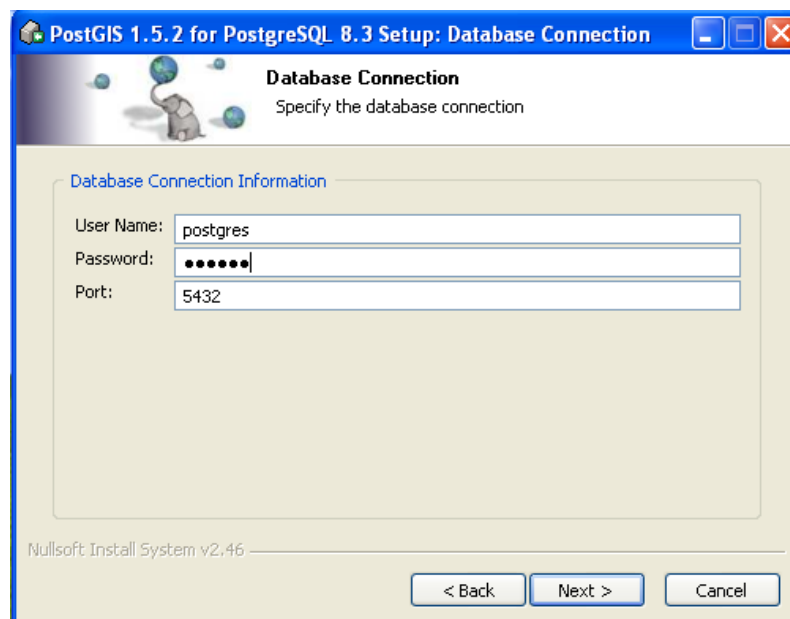 PostGIS 1.5.2 for PostgreSQL 8.3 Setup: Database Connection
Database Connection
Specify the database connection
Database Connection Information
User Name: postgres
Password: ●●●●●●
Port: 5432
Nullsoft Install System v2.46
< Back Next > Cancel